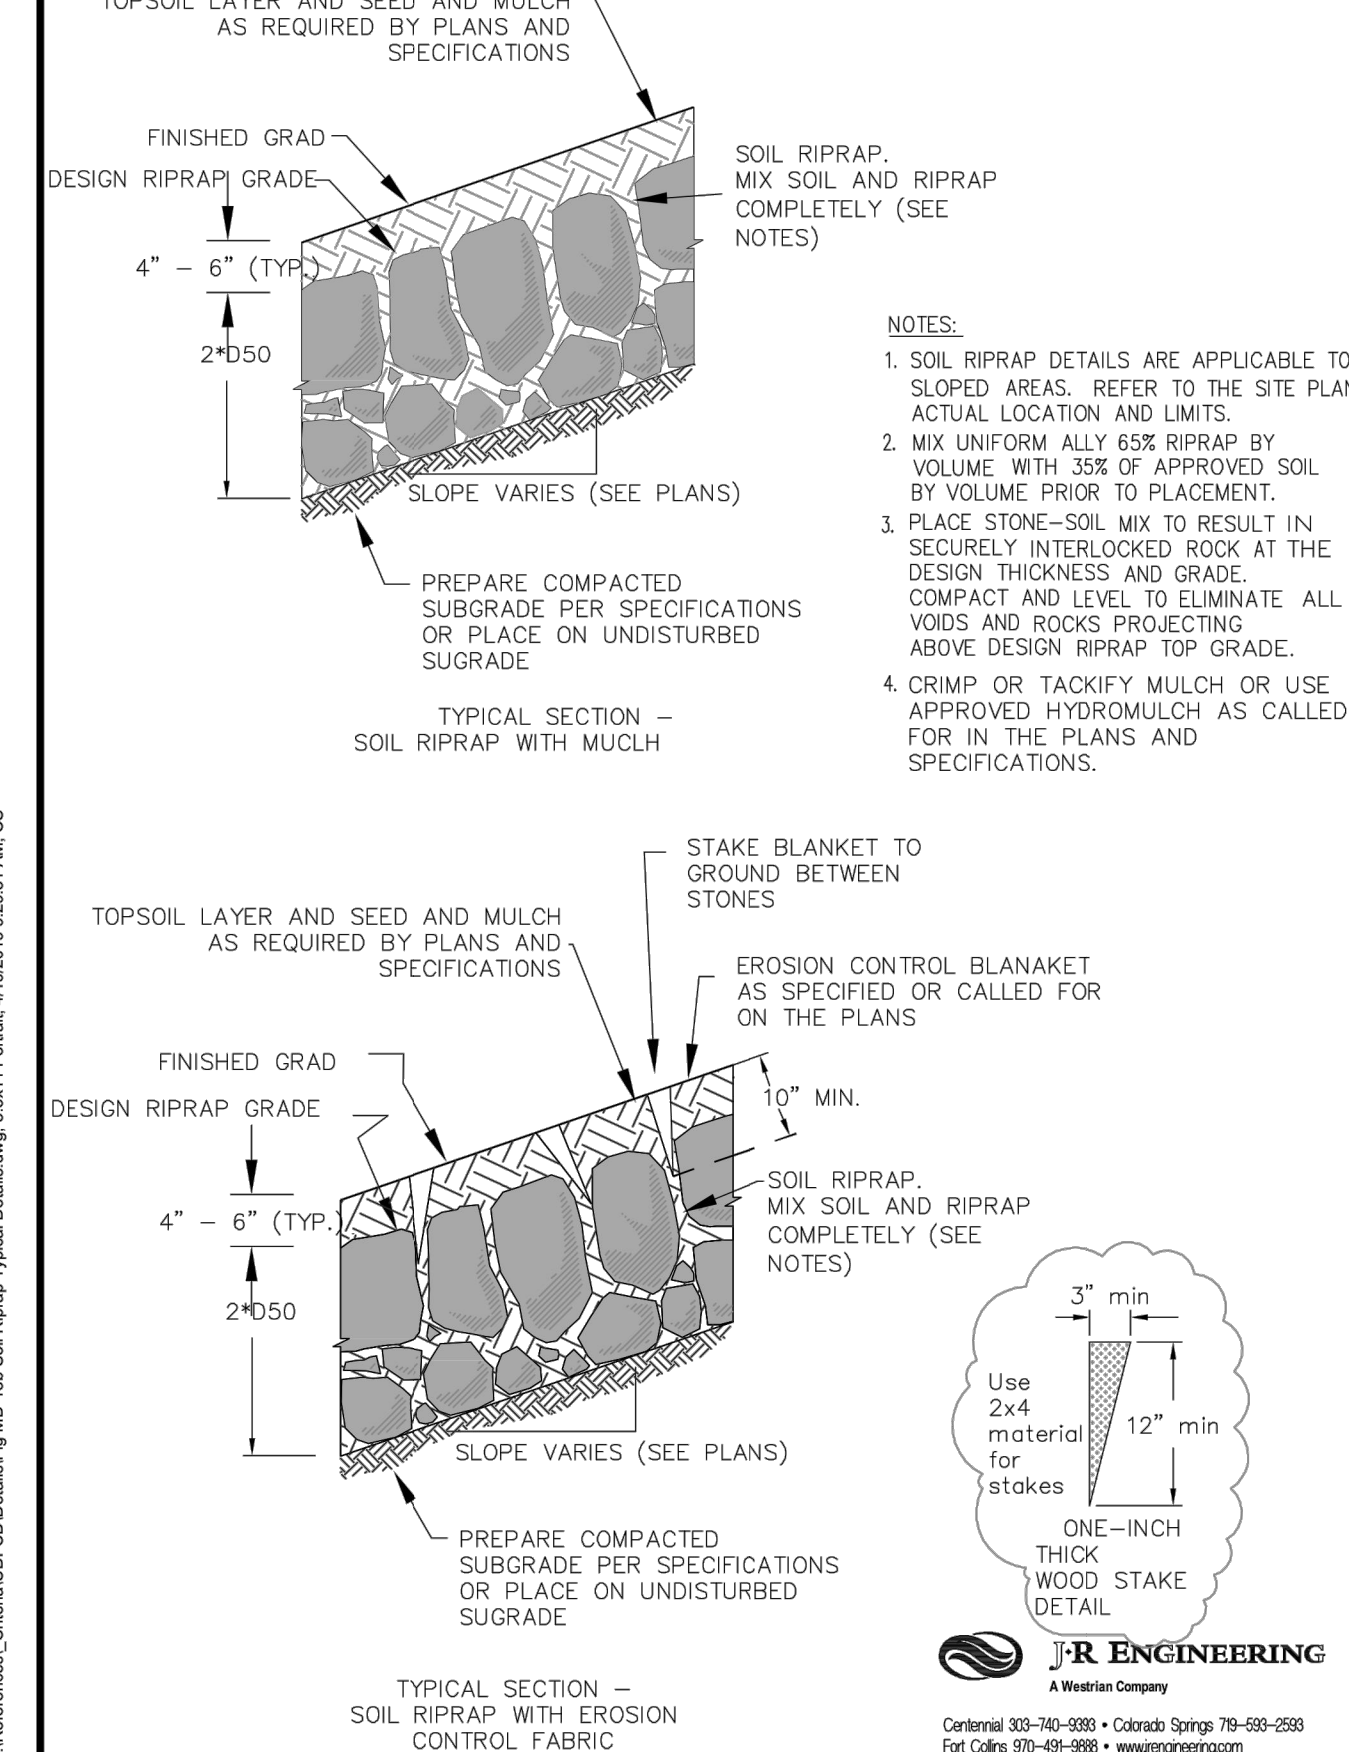 TOPSOIL LAYER AND SEED AND MULCH
AS REQUIRED BY PLANS AND
SPECIFICATIONS
FINISHED GRAD
DESIGN RIPRAP GRADE
4" – 6" (TYP.)
2*D50
SOIL RIPRAP.
MIX SOIL AND RIPRAP
COMPLETELY (SEE
NOTES)
SLOPE VARIES (SEE PLANS)
PREPARE COMPACTED
SUBGRADE PER SPECIFICATIONS
OR PLACE ON UNDISTURBED
SUGRADE
TYPICAL SECTION –
SOIL RIPRAP WITH MUCLH
NOTES:
1. SOIL RIPRAP DETAILS ARE APPLICABLE TO
SLOPED AREAS. REFER TO THE SITE PLAN
ACTUAL LOCATION AND LIMITS.
2. MIX UNIFORM ALLY 65% RIPRAP BY
VOLUME WITH 35% OF APPROVED SOIL
BY VOLUME PRIOR TO PLACEMENT.
3. PLACE STONE–SOIL MIX TO RESULT IN
SECURELY INTERLOCKED ROCK AT THE
DESIGN THICKNESS AND GRADE.
COMPACT AND LEVEL TO ELIMINATE ALL
VOIDS AND ROCKS PROJECTING
ABOVE DESIGN RIPRAP TOP GRADE.
4. CRIMP OR TACKIFY MULCH OR USE
APPROVED HYDROMULCH AS CALLED
FOR IN THE PLANS AND
SPECIFICATIONS.
STAKE BLANKET TO
GROUND BETWEEN
STONES
TOPSOIL LAYER AND SEED AND MULCH
AS REQUIRED BY PLANS AND
SPECIFICATIONS
EROSION CONTROL BLANAKET
AS SPECIFIED OR CALLED FOR
ON THE PLANS
FINISHED GRAD
DESIGN RIPRAP GRADE
4" – 6" (TYP.)
2*D50
10" MIN.
SOIL RIPRAP.
MIX SOIL AND RIPRAP
COMPLETELY (SEE
NOTES)
SLOPE VARIES (SEE PLANS)
PREPARE COMPACTED
SUBGRADE PER SPECIFICATIONS
OR PLACE ON UNDISTURBED
SUGRADE
TYPICAL SECTION –
SOIL RIPRAP WITH EROSION
CONTROL FABRIC
3" min
Use
2x4
material
for
stakes
12" min
ONE–INCH
THICK
WOOD STAKE
DETAIL
J·R ENGINEERING
A Westrian Company
Centennial 303–740–9393 • Colorado Springs 719–593–2593
Fort Collins 970–491–9888 • www.jrengineering.com